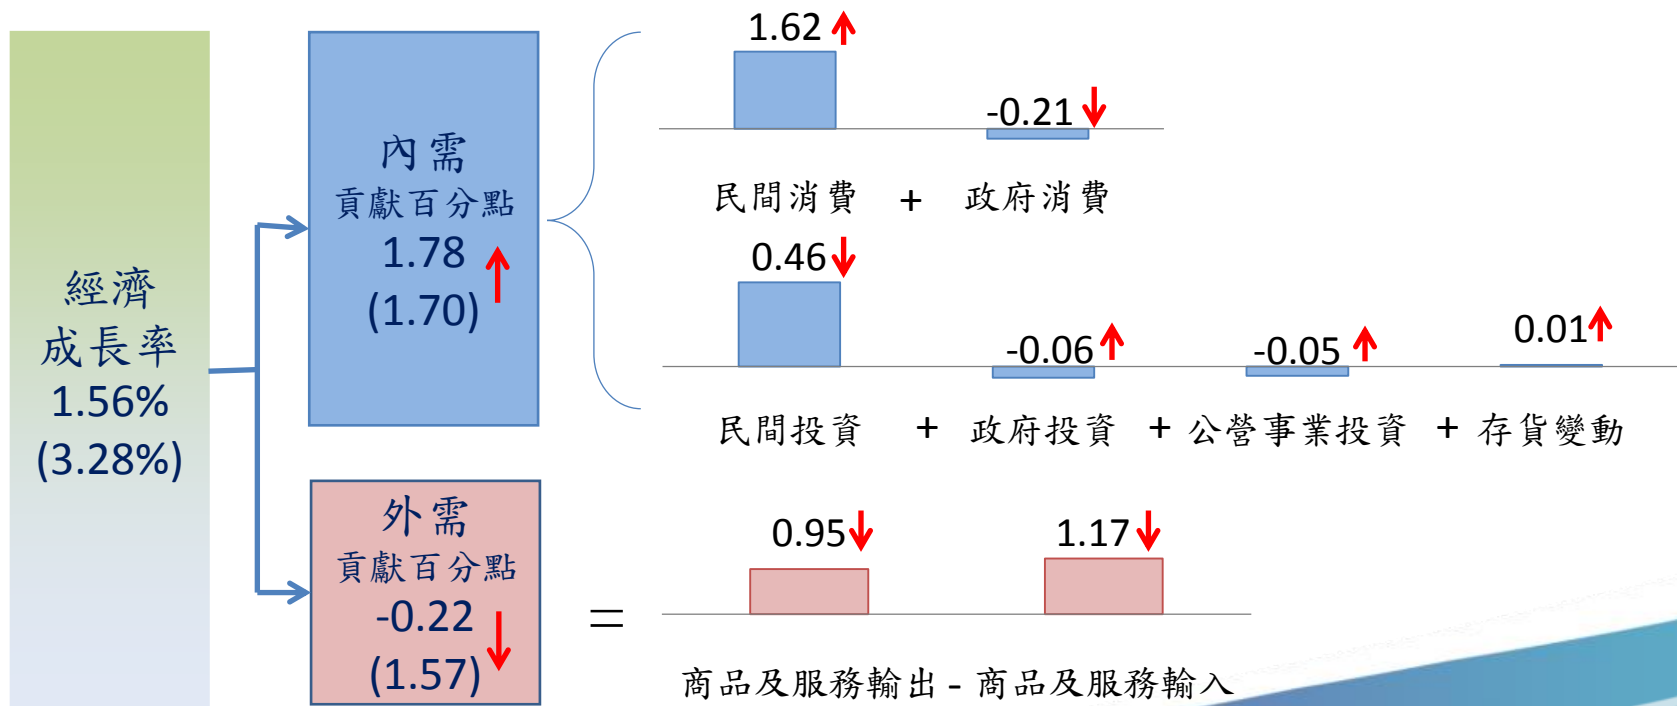 經濟
成長率
1.56%
(3.28%)
內需
貢獻百分點
1.78
(1.70)
1.62
-0.21
民間消費 + 政府消費
0.46
-0.06
-0.05
0.01
民間投資 + 政府投資 + 公營事業投資 + 存貨變動
外需
貢獻百分點
-0.22
(1.57)
=
0.95
1.17
商品及服務輸出 - 商品及服務輸入